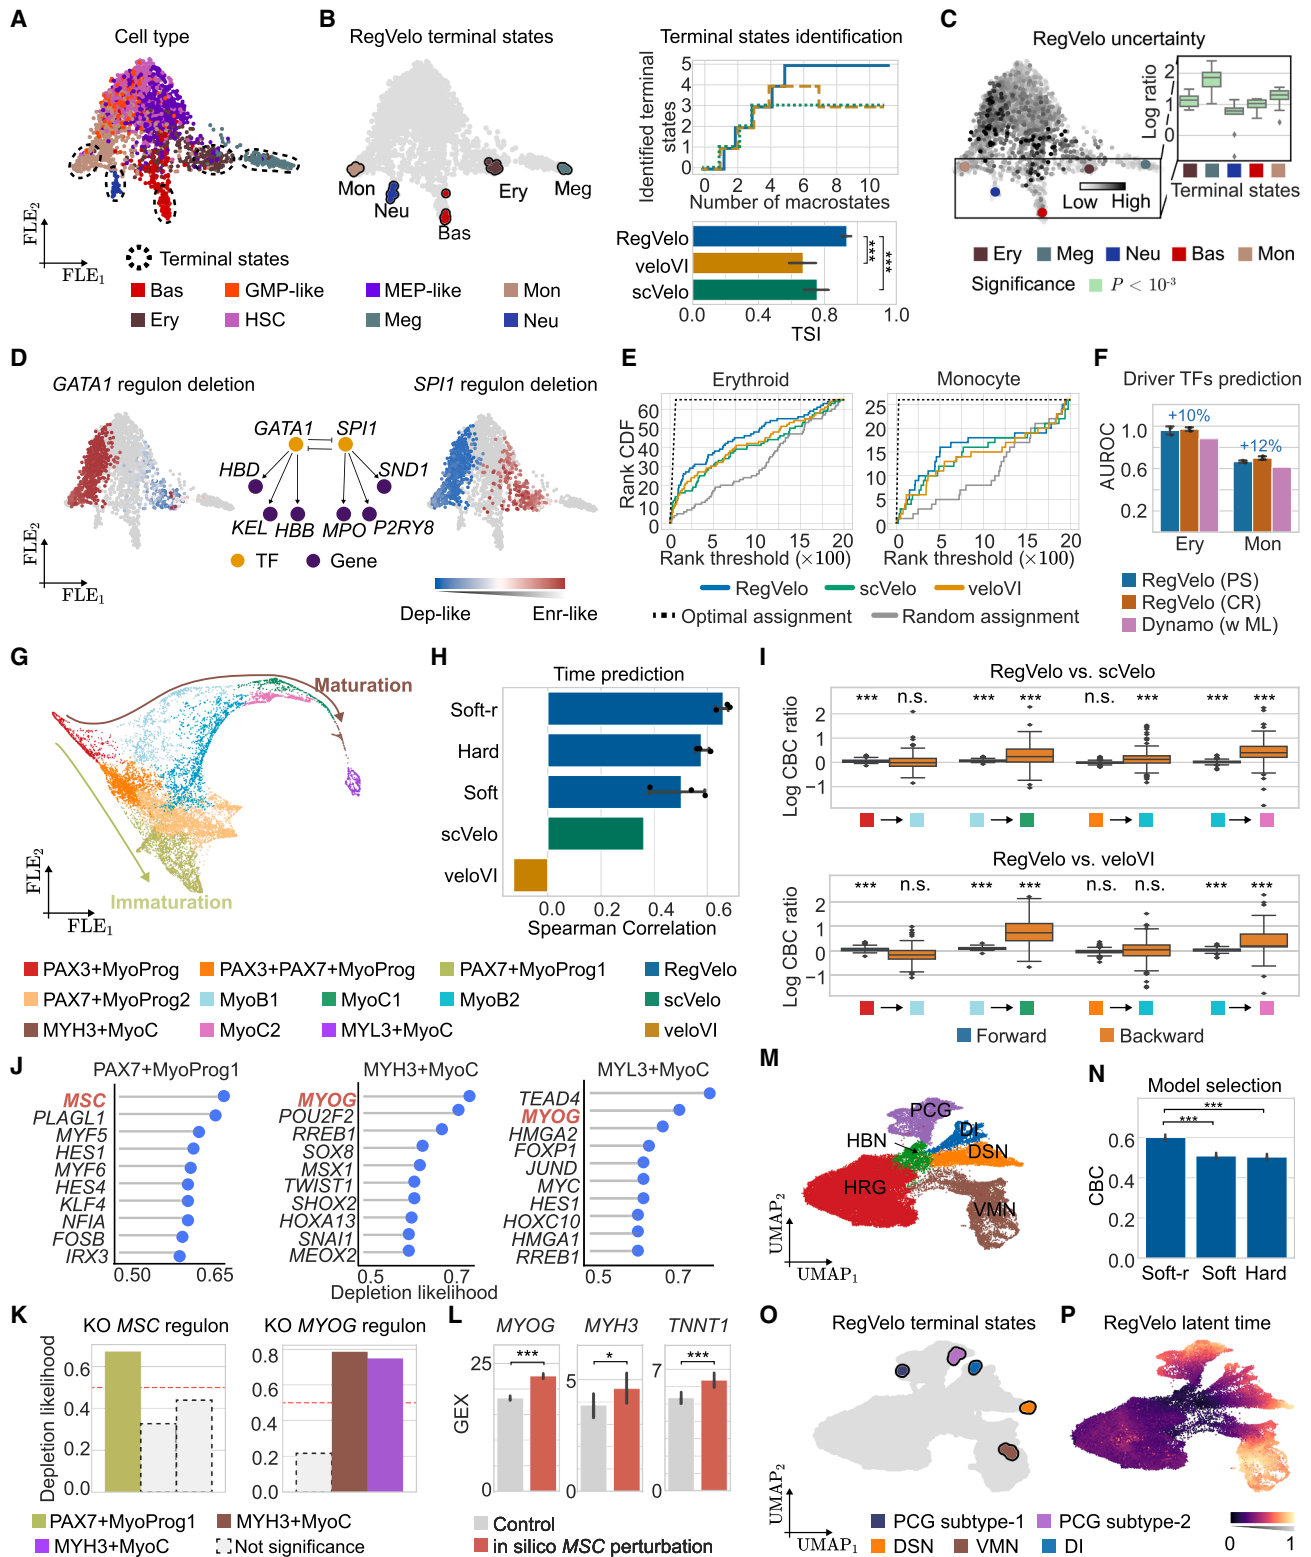 A
Cell type
FLE2
FLE1
Terminal states
Bas
GMP-like
MEP-like
Mon
Ery
HSC
Meg
Neu
B
RegVelo terminal states
Mon
Neu
Bas
Ery
Meg
Terminal states identification
Identified terminal
states
5
4
3
2
1
0
0 2 4 6 8 10
Number of macrostates
RegVelo
veloVI
scVelo
***
***
0.0 0.4 0.8 1.0
TSI
C
RegVelo uncertainty
Log ratio
2
1
0
Terminal states
Low High
Ery Meg Neu Bas Mon
Significance P < 10-3
D
GATA1 regulon deletion
SPI1 regulon deletion
GATA1 SPI1
HBD SND1
KEL HBB MPO P2RY8
TF Gene
FLE2
FLE1
Dep-like Enr-like
E
Erythroid
Monocyte
Rank CDF
60
50
40
30
20
10
0
0 5 10 15 20
Rank threshold (×100)
25
20
15
10
5
0
0 5 10 15 20
Rank threshold (×100)
RegVelo scVelo veloVI
Optimal assignment Random assignment
F
Driver TFs prediction
AUROC
1.0
0.6
0.2
+10%
+12%
Ery Mon
RegVelo (PS)
RegVelo (CR)
Dynamo (w ML)
G
Maturation
Immaturation
FLE2
FLE1
PAX3+MyoProg
PAX3+PAX7+MyoProg
PAX7+MyoProg1
PAX7+MyoProg2
MyoB1
MyoC1
MyoB2
MYH3+MyoC
MyoC2
MYL3+MyoC
H
Time prediction
Soft-r
Hard
Soft
scVelo
veloVI
0.0 0.2 0.4 0.6
Spearman Correlation
RegVelo
scVelo
veloVI
I
RegVelo vs. scVelo
Log CBC ratio
2
1
0
−1
*** n.s. *** *** n.s. *** *** ***
RegVelo vs. veloVI
Log CBC ratio
2
1
0
−1
*** n.s. *** *** n.s. n.s. *** ***
Forward Backward
J
PAX7+MyoProg1
MSC
PLAGL1
MYF5
HES1
MYF6
HES4
KLF4
NFIA
FOSB
IRX3
0.50 0.65
MYH3+MyoC
MYOG
POU2F2
RREB1
SOX8
MSX1
TWIST1
SHOX2
HOXA13
SNAI1
MEOX2
0.5 0.7
Depletion likelihood
MYL3+MyoC
TEAD4
MYOG
HMGA2
FOXP1
JUND
MYC
HES1
HOXC10
HMGA1
RREB1
0.5 0.7
K
KO MSC regulon
KO MYOG regulon
Depletion likelihood
0.6
0.4
0.2
0.0
0.8
0.6
0.4
0.2
0.0
PAX7+MyoProg1
MYH3+MyoC
MYH3+MyoC
Not significance
L
MYOG MYH3 TNNT1
GEX
25
0
***
5
0
*
7
0
***
Control
in silico MSC perturbation
M
PCG
DI
HBN
DSN
HRG
VMN
UMAP2
UMAP1
N
Model selection
CBC
***
***
0.6
0.4
0.2
0.0
Soft-r Soft Hard
O
RegVelo terminal states
UMAP2
UMAP1
PCG subtype-1
PCG subtype-2
DSN
VMN
DI
P
RegVelo latent time
0 1